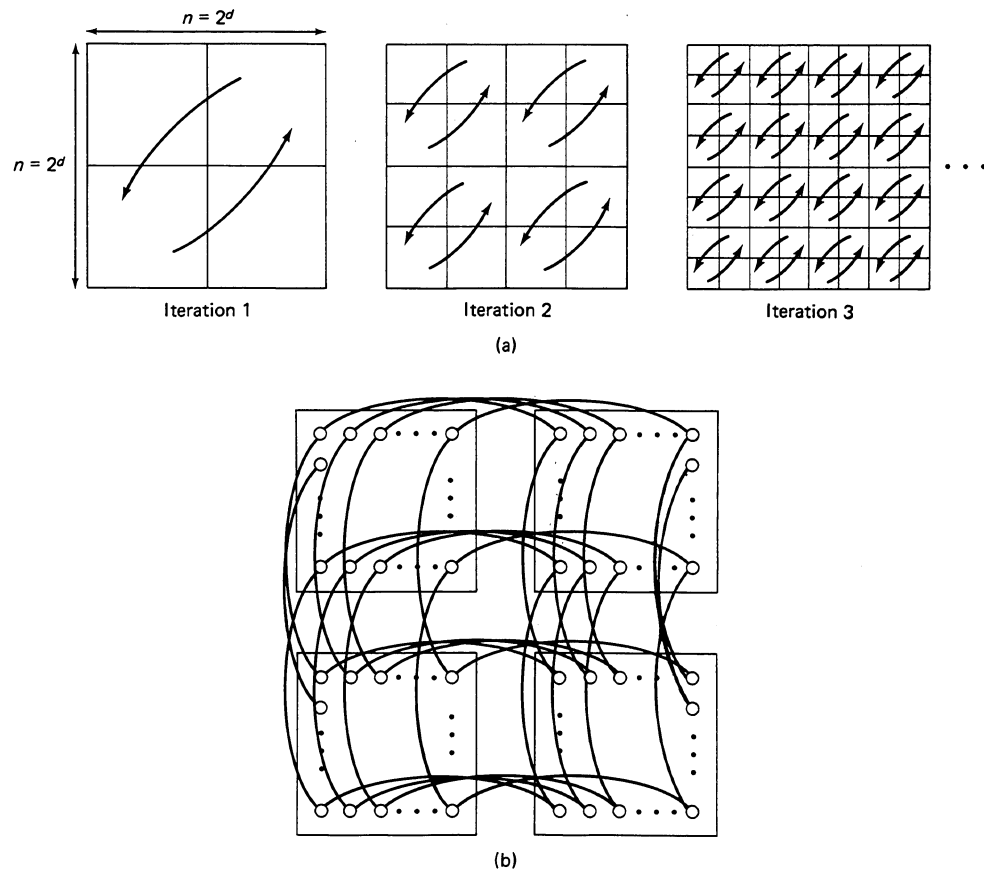 n = 2^d
n = 2^d
Iteration 1
Iteration 2
Iteration 3
(a)
(b)